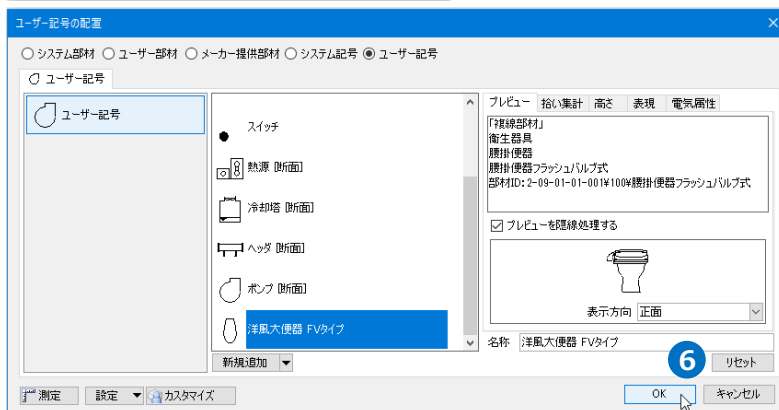 ユーザー記号の配置
システム部材 ユーザー部材 メーカー提供部材 システム記号 ユーザー記号
ユーザー記号
ユーザー記号
スイッチ
熱源 [断面]
冷却塔 [断面]
ヘッダ [断面]
ポンプ [断面]
洋風大便器 FVタイプ
新規追加
プレビュー 拾い集計 高さ 表現 電気属性
「複線部材」
衛生器具
腰掛便器
腰掛便器フラッシュバルブ式
部材ID:2-09-01-01-001¥100¥腰掛便器フラッシュバルブ式
プレビューを隠線処理する
表示方向 正面
名称 洋風大便器 FVタイプ
6
リセット
測定 設定 カスタマイズ
OK キャンセル